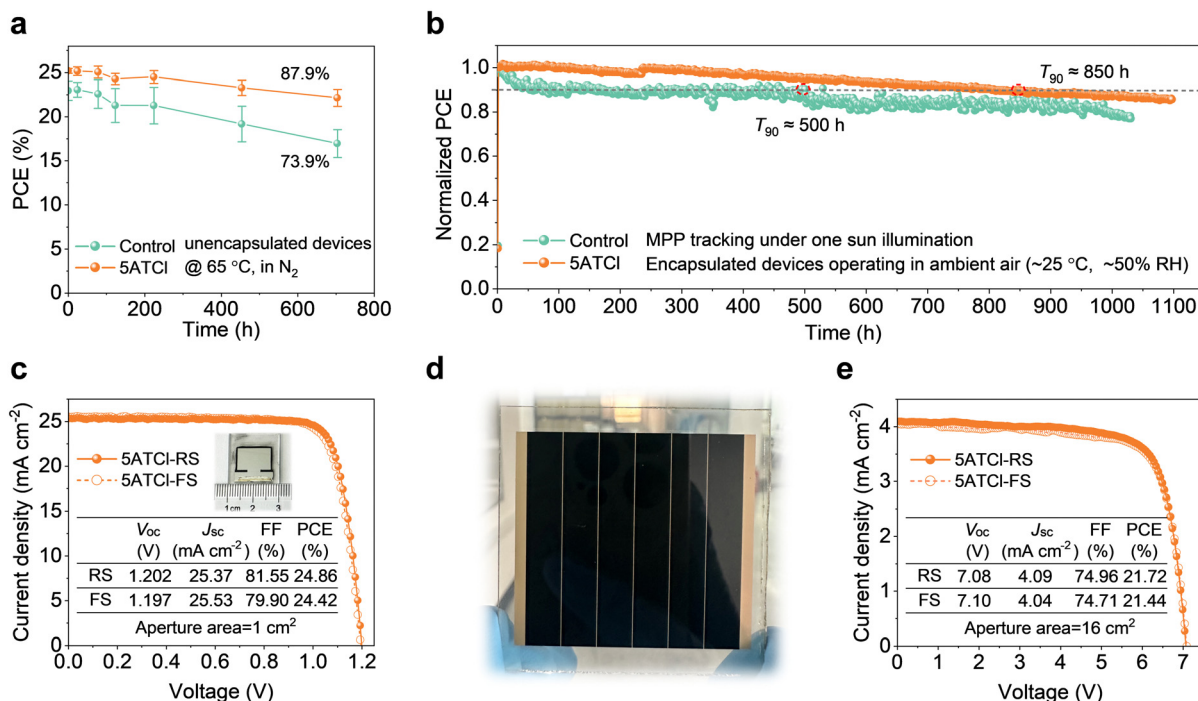 a
PCE (%)
30
25
20
15
10
5
0
87.9%
73.9%
Control unencapsulated devices
5ATCl @ 65 °C, in N₂
0 200 400 600 800
Time (h)
b
Normalized PCE
1.0
0.8
0.6
0.4
0.2
T₉₀ ≈ 850 h
T₉₀ ≈ 500 h
Control MPP tracking under one sun illumination
5ATCl Encapsulated devices operating in ambient air (~25 °C, ~50% RH)
0 100 200 300 400 500 600 700 800 900 1000 1100
Time (h)
c
Current density (mA cm⁻²)
30
25
20
15
10
5
0
5ATCl-RS
5ATCl-FS
1cm 2 3
Voc Jsc FF PCE
(V) (mA cm⁻²) (%) (%)
RS 1.202 25.37 81.55 24.86
FS 1.197 25.53 79.90 24.42
Aperture area=1 cm²
0.0 0.2 0.4 0.6 0.8 1.0 1.2
Voltage (V)
d
e
Current density (mA cm⁻²)
5
4
3
2
1
0
5ATCl-RS
5ATCl-FS
Voc Jsc FF PCE
(V) (mA cm⁻²) (%) (%)
RS 7.08 4.09 74.96 21.72
FS 7.10 4.04 74.71 21.44
Aperture area=16 cm²
0 1 2 3 4 5 6 7
Voltage (V)